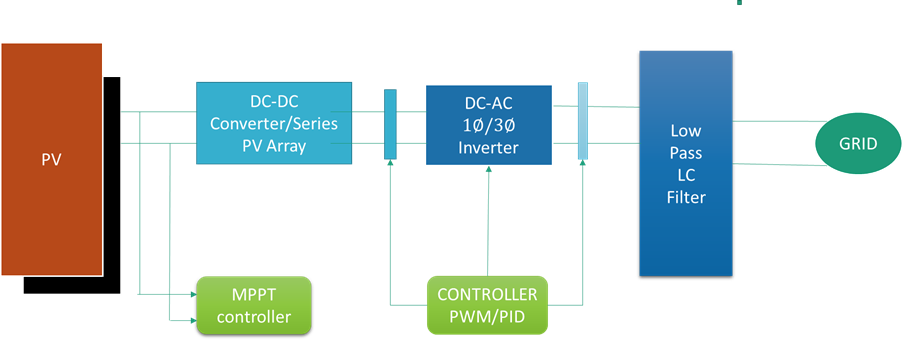 PV
DC-DC
Converter/Series
PV Array
DC-AC
1Ø/3Ø
Inverter
Low
Pass
LC
Filter
GRID
MPPT
controller
CONTROLLER
PWM/PID